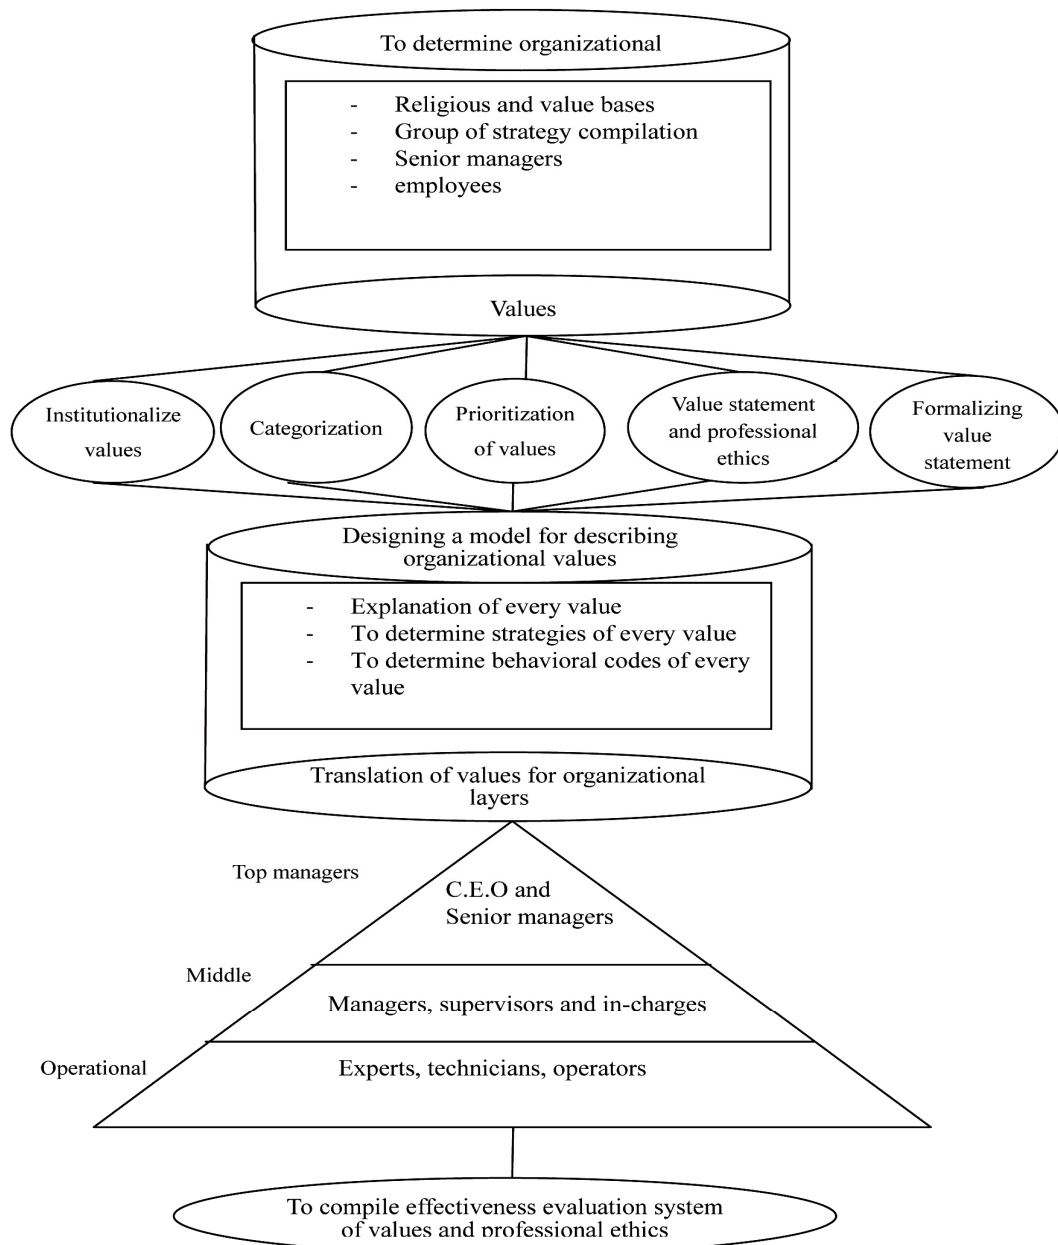 To determine organizational
- Religious and value bases
- Group of strategy compilation
- Senior managers
- employees
Values
Institutionalize
values
Categorization
Prioritization
of values
Value statement
and professional
ethics
Formalizing
value
statement
Designing a model for describing
organizational values
- Explanation of every value
- To determine strategies of every value
- To determine behavioral codes of every
value
Translation of values for organizational
layers
Top managers
C.E.O and
Senior managers
Middle
Managers, supervisors and in-charges
Operational
Experts, technicians, operators
To compile effectiveness evaluation system
of values and professional ethics